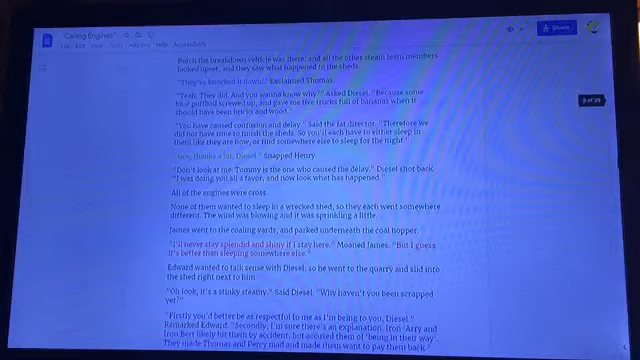 "Calling Engines"
File Edit View Tools Add-ons Help Accessibility
Share
9 of 39
Butch the breakdown vehicle was there, and all the other steam team members
looked upset, and they saw what happened to the sheds.
"They've knocked it down!" Exclaimed Thomas.
"Yeah. They did. And you wanna know why?" Asked Diesel. "Because some
blue puffball screwed up, and gave me five trucks full of bananas when it
should have been bricks and wood."
"You have caused confusion and delay." Said the fat director. "Therefore we
did not have time to finish the sheds. So you'll each have to either sleep in
them like they are now, or find somewhere else to sleep for the night."
"Gee, thanks a lot, Diesel." Snapped Henry
"Don't look at me. Tommy is the one who caused the delay." Diesel shot back.
"I was doing you all a favor, and now look what has happened."
All of the engines were cross.
None of them wanted to sleep in a wrecked shed, so they each went somewhere
different. The wind was blowing and it was sprinkling a little.
James went to the coaling yards, and parked underneath the coal hopper.
"I'll never stay splendid and shiny if I stay here." Moaned James. "But I guess
it's better than sleeping somewhere else."
Edward wanted to talk sense with Diesel, so he went to the quarry and slid into
the shed right next to him.
"Oh look, it's a stinky steamy." Said Diesel. "Why haven't you been scrapped
yet?"
"Firstly you'd better be as respectful to me as I'm being to you, Diesel."
Remarked Edward. "Secondly, I'm sure there's an explanation. Iron 'Arry and
Iron Bert likely hit them by accident, but accused them of 'being in their way'.
They made Thomas and Percy mad and made them want to pay them back."